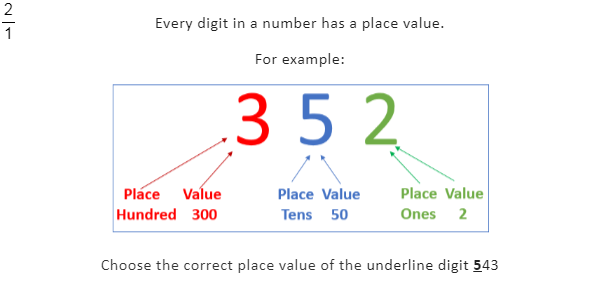 2
1
Every digit in a number has a place value.
For example:
3 5 2
Place Value Place Value Place Value
Hundred 300 Tens 50 Ones 2
Choose the correct place value of the underline digit 543